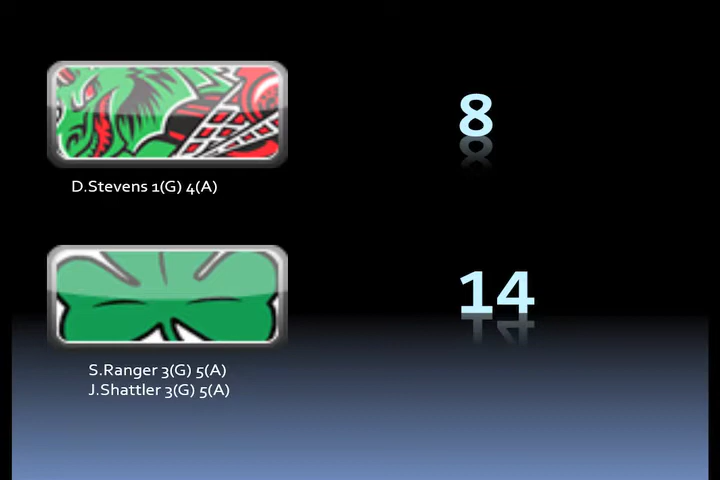 8
D.Stevens 1(G) 4(A)
14
S.Ranger 3(G) 5(A)
J.Shattler 3(G) 5(A)